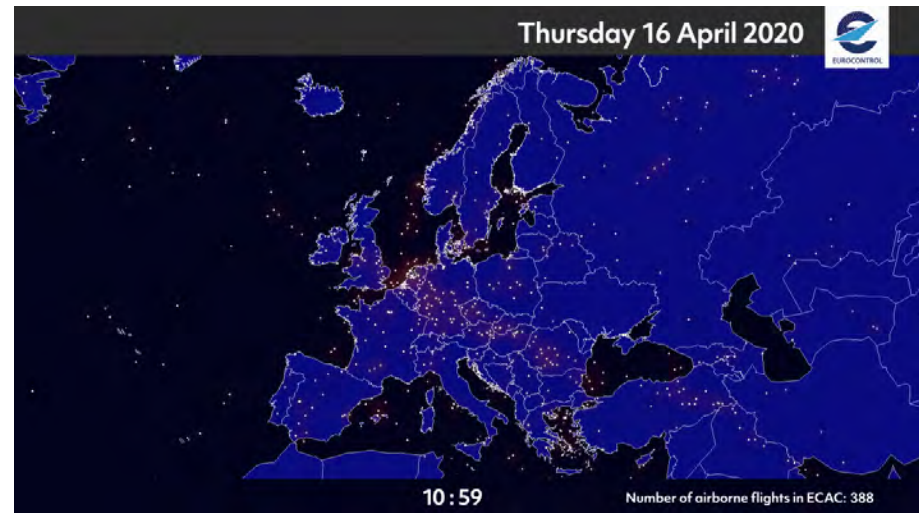 Thursday 16 April 2020
EUROCONTROL
10:59
Number of airborne flights in ECAC: 388